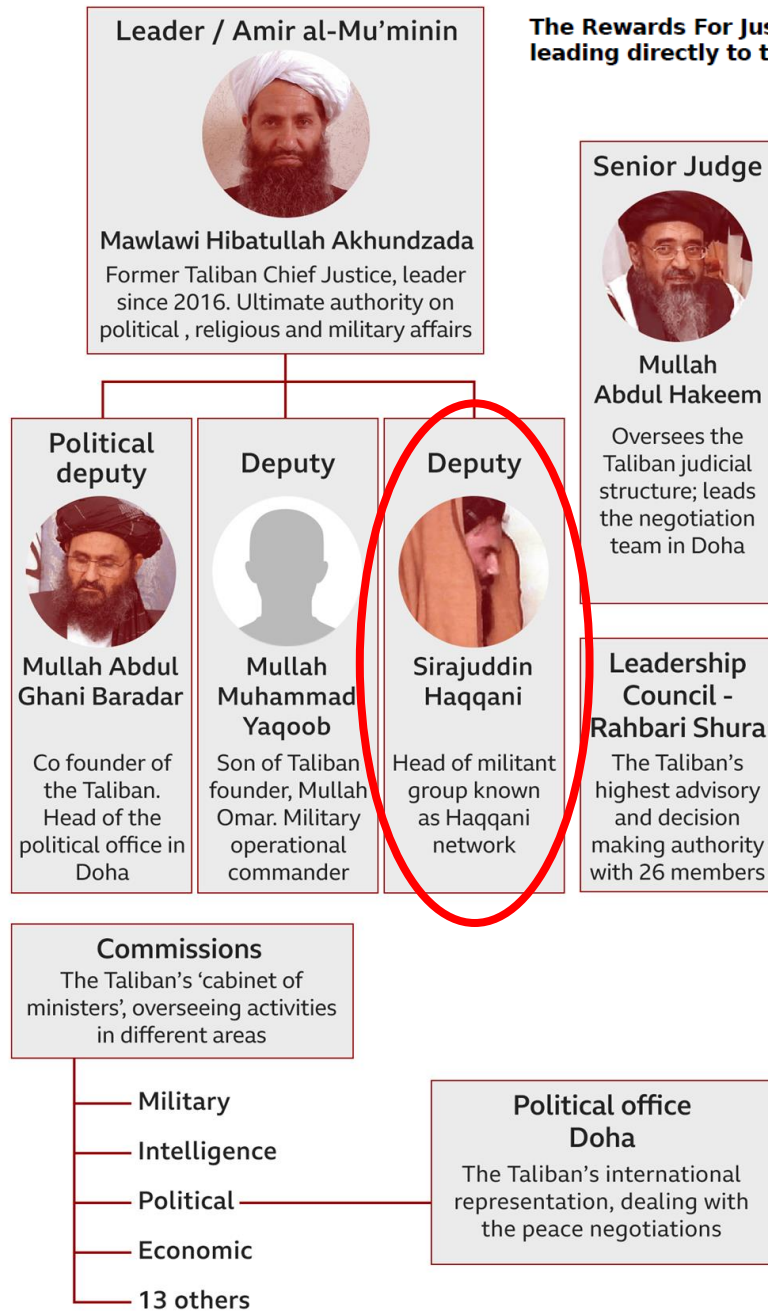 The Rewards For Jus
leading directly to t
Leader / Amir al-Mu’minin
Mawlawi Hibatullah Akhundzada
Former Taliban Chief Justice, leader
since 2016. Ultimate authority on
political , religious and military affairs
Senior Judge
Mullah
Abdul Hakeem
Oversees the
Taliban judicial
structure; leads
the negotiation
team in Doha
Political
deputy
Mullah Abdul
Ghani Baradar
Co founder of
the Taliban.
Head of the
political office in
Doha
Deputy
Mullah
Muhammad
Yaqoob
Son of Taliban
founder, Mullah
Omar. Military
operational
commander
Deputy
Sirajuddin
Haqqani
Head of militant
group known
as Haqqani
network
Leadership
Council -
Rahbari Shura
The Taliban’s
highest advisory
and decision
making authority
with 26 members
Commissions
The Taliban’s ‘cabinet of
ministers’, overseeing activities
in different areas
Military
Intelligence
Political
Economic
13 others
Political office
Doha
The Taliban’s international
representation, dealing with
the peace negotiations